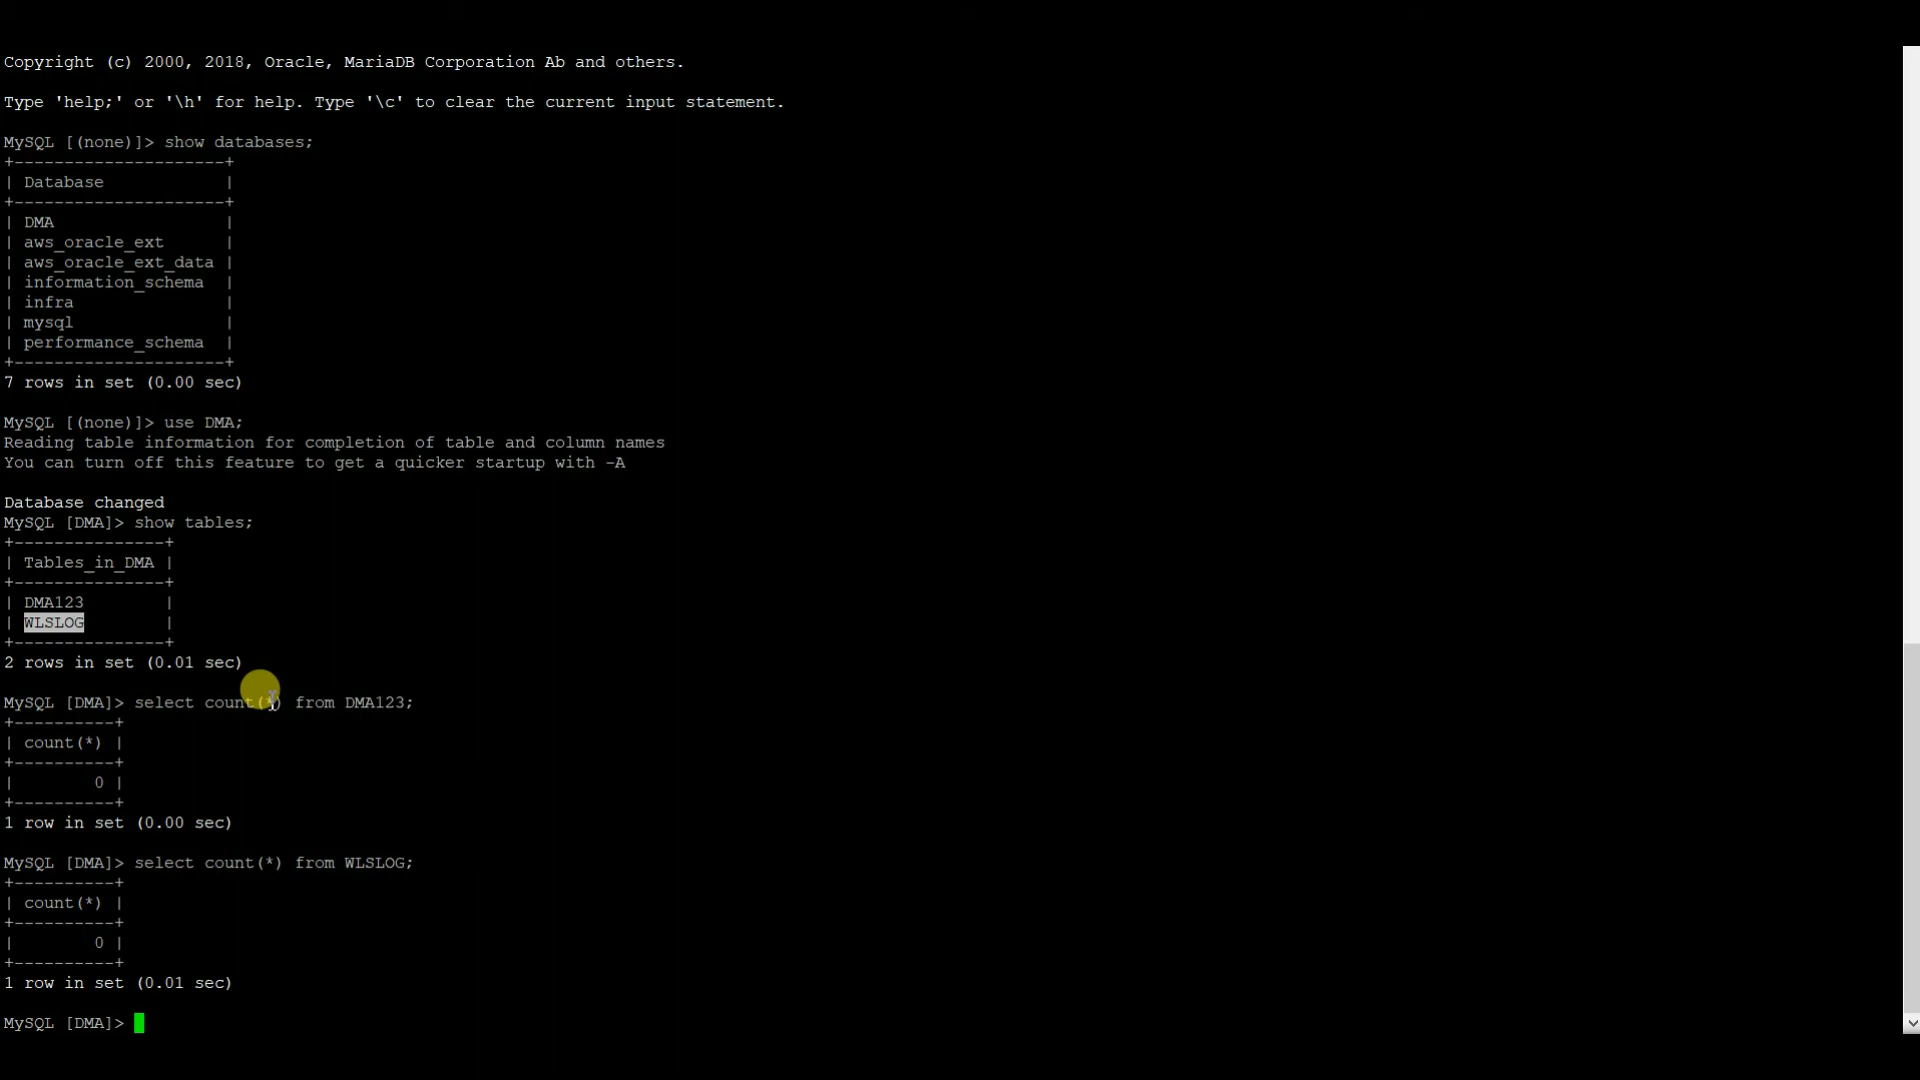 Copyright (c) 2000, 2018, Oracle, MariaDB Corporation Ab and others.
Type 'help;' or '\h' for help. Type '\c' to clear the current input statement.
MySQL [(none)]> show databases;
+---------------------+
| Database            |
+---------------------+
| DMA                 |
| aws_oracle_ext      |
| aws_oracle_ext_data |
| information_schema  |
| infra               |
| mysql               |
| performance_schema  |
+---------------------+
7 rows in set (0.00 sec)
MySQL [(none)]> use DMA;
Reading table information for completion of table and column names
You can turn off this feature to get a quicker startup with -A
Database changed
MySQL [DMA]> show tables;
+---------------+
| Tables_in_DMA |
+---------------+
| DMA123        |
| WLSLOG        |
+---------------+
2 rows in set (0.01 sec)
MySQL [DMA]> select count(*) from DMA123;
+----------+
| count(*) |
+----------+
|        0 |
+----------+
1 row in set (0.00 sec)
MySQL [DMA]> select count(*) from WLSLOG;
+----------+
| count(*) |
+----------+
|        0 |
+----------+
1 row in set (0.01 sec)
MySQL [DMA]>